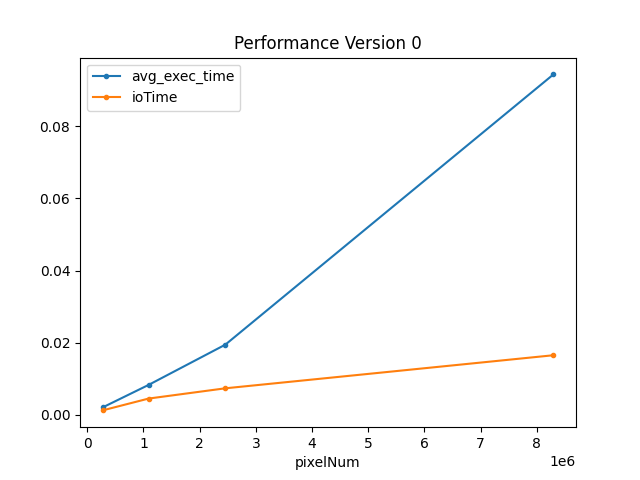 Performance Version 0
avg_exec_time
ioTime
0.08
0.06
0.04
0.02
0.00
0 1 2 3 4 5 6 7 8
1e6
pixelNum